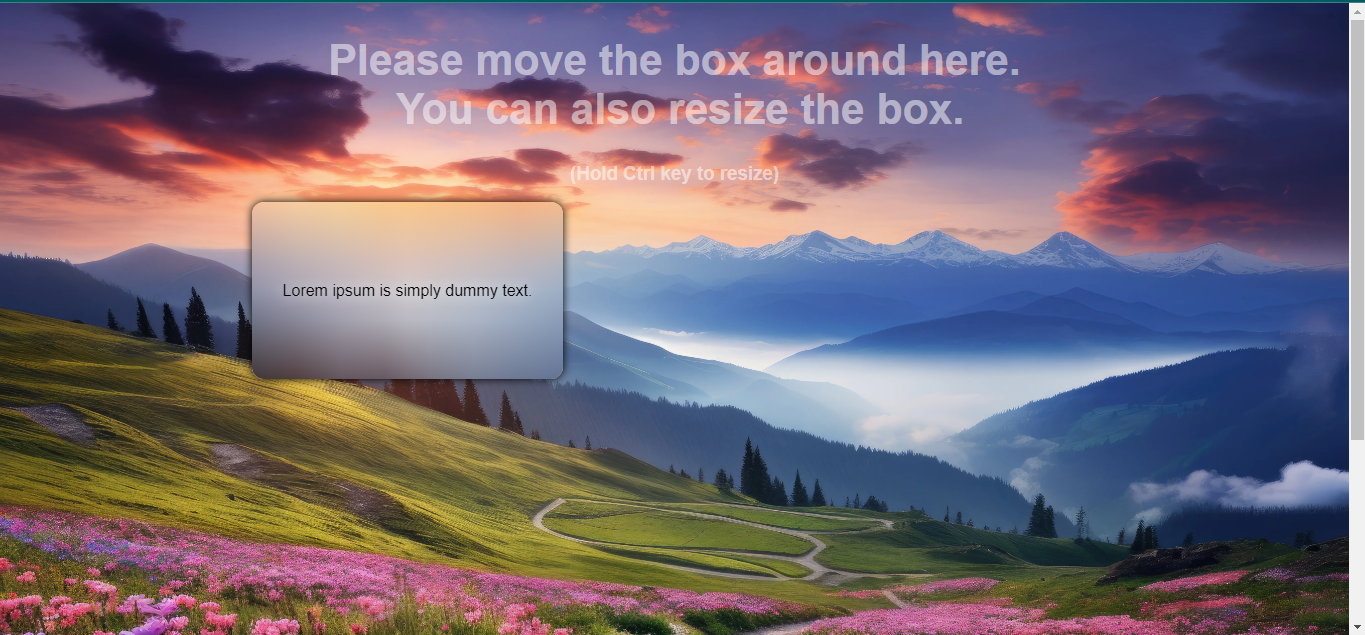 Please move the box around here.
You can also resize the box.
(Hold Ctrl key to resize)
Lorem ipsum is simply dummy text.